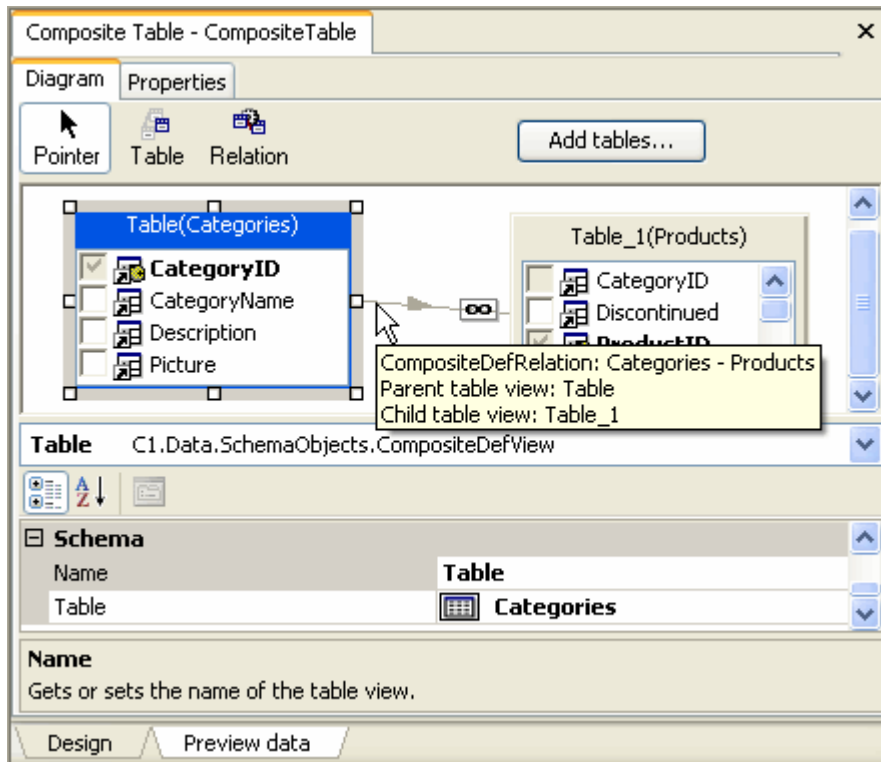 Composite Table - CompositeTable
Diagram Properties
Pointer Table Relation
Add tables...
Table(Categories)
CategoryID
CategoryName
Description
Picture
Table_1(Products)
CategoryID
Discontinued
ProductID
CompositeDefRelation: Categories - Products
Parent table view: Table
Child table view: Table_1
Table C1.Data.SchemaObjects.CompositeDefView
Schema
Name Table
Table Categories
Name
Gets or sets the name of the table view.
Design Preview data